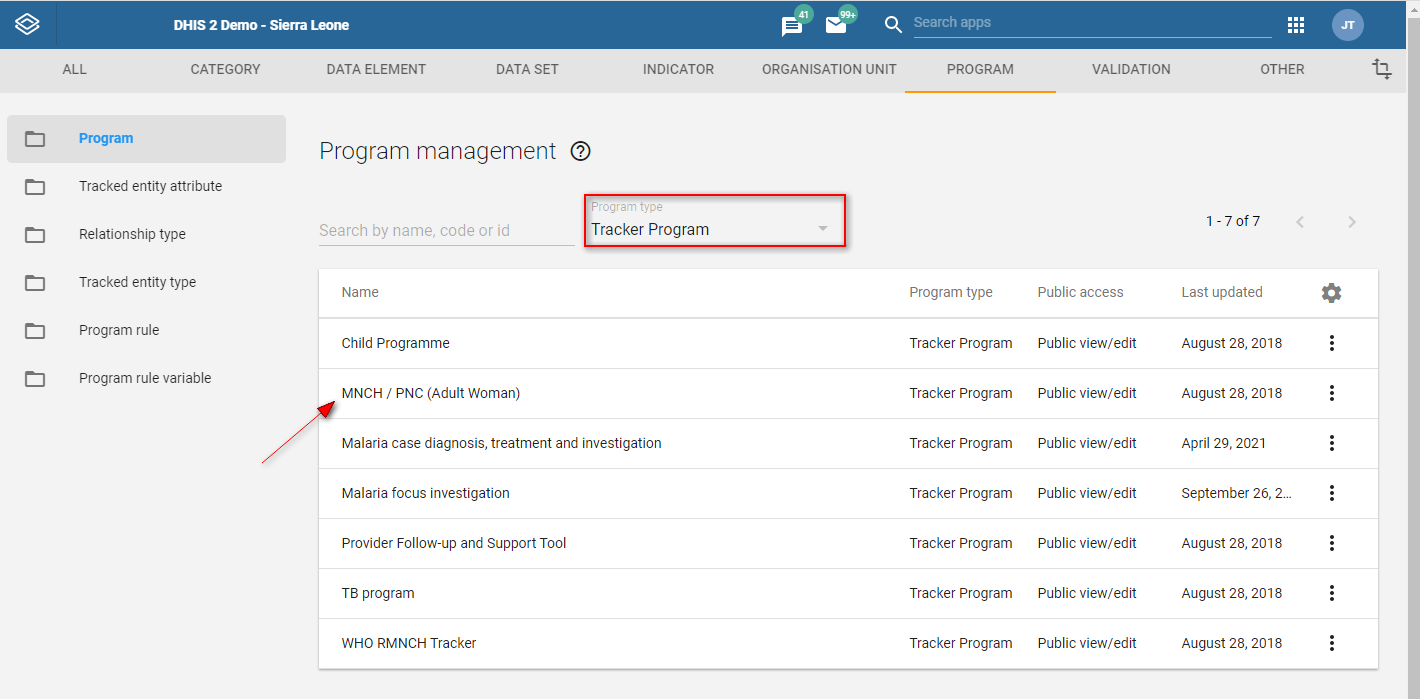 DHIS 2 Demo - Sierra Leone
41
99+
Search apps
JT
ALL CATEGORY DATA ELEMENT DATA SET INDICATOR ORGANISATION UNIT PROGRAM VALIDATION OTHER
Program
Tracked entity attribute
Relationship type
Tracked entity type
Program rule
Program rule variable
Program management
Search by name, code or id
Program type
Tracker Program
1 - 7 of 7
Name Program type Public access Last updated
Child Programme Tracker Program Public view/edit August 28, 2018
MNCH / PNC (Adult Woman) Tracker Program Public view/edit August 28, 2018
Malaria case diagnosis, treatment and investigation Tracker Program Public view/edit April 29, 2021
Malaria focus investigation Tracker Program Public view/edit September 26, 2...
Provider Follow-up and Support Tool Tracker Program Public view/edit August 28, 2018
TB program Tracker Program Public view/edit August 28, 2018
WHO RMNCH Tracker Tracker Program Public view/edit August 28, 2018